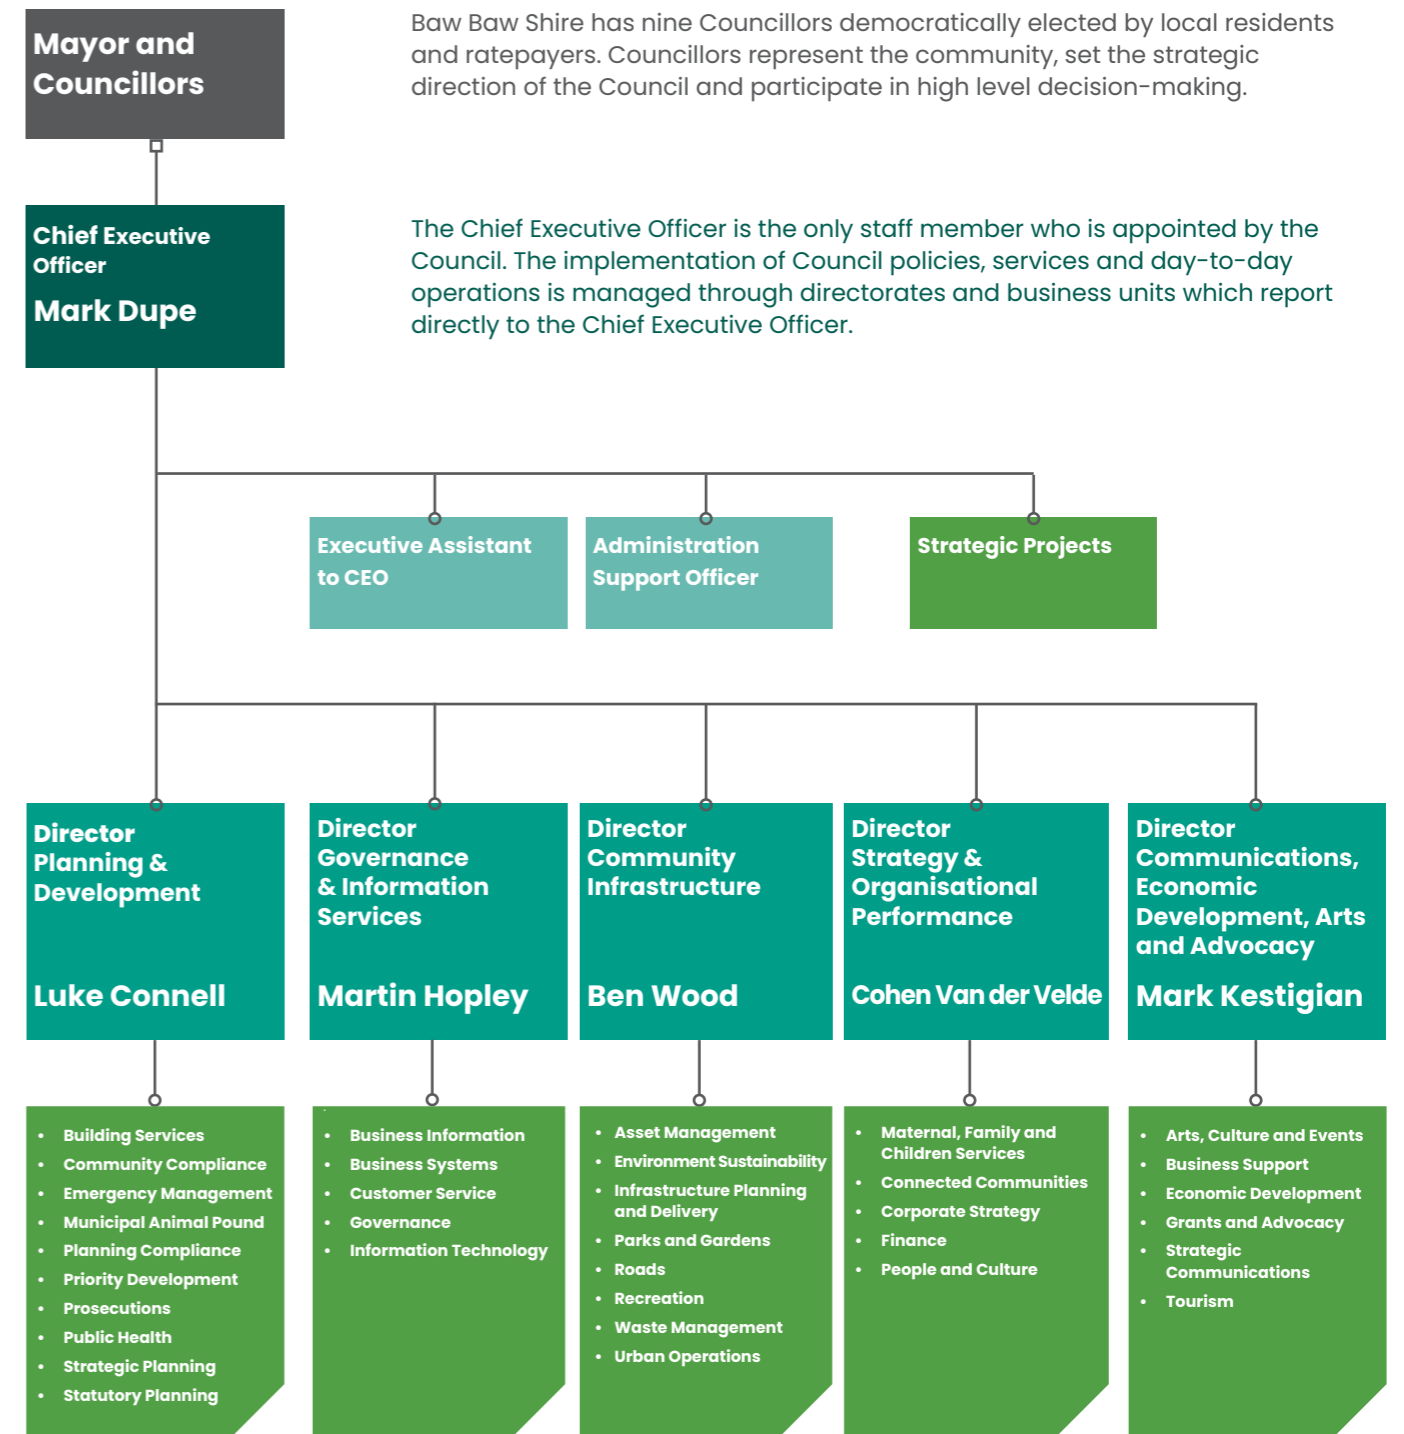 Mayor and
Councillors
Baw Baw Shire has nine Councillors democratically elected by local residents
and ratepayers. Councillors represent the community, set the strategic
direction of the Council and participate in high level decision-making.
Chief Executive
Officer
Mark Dupe
The Chief Executive Officer is the only staff member who is appointed by the
Council. The implementation of Council policies, services and day-to-day
operations is managed through directorates and business units which report
directly to the Chief Executive Officer.
Executive Assistant
to CEO
Administration
Support Officer
Strategic Projects
Director
Planning &
Development
Luke Connell
Director
Governance
& Information
Services
Martin Hopley
Director
Community
Infrastructure
Ben Wood
Director
Strategy &
Organisational
Performance
Cohen Van der Velde
Director
Communications,
Economic
Development, Arts
and Advocacy
Mark Kestigian
• Building Services
• Community Compliance
• Emergency Management
• Municipal Animal Pound
• Planning Compliance
• Priority Development
• Prosecutions
• Public Health
• Strategic Planning
• Statutory Planning
• Business Information
• Business Systems
• Customer Service
• Governance
• Information Technology
• Asset Management
• Environment Sustainability
• Infrastructure Planning
and Delivery
• Parks and Gardens
• Roads
• Recreation
• Waste Management
• Urban Operations
• Maternal, Family and
Children Services
• Connected Communities
• Corporate Strategy
• Finance
• People and Culture
• Arts, Culture and Events
• Business Support
• Economic Development
• Grants and Advocacy
• Strategic
Communications
• Tourism